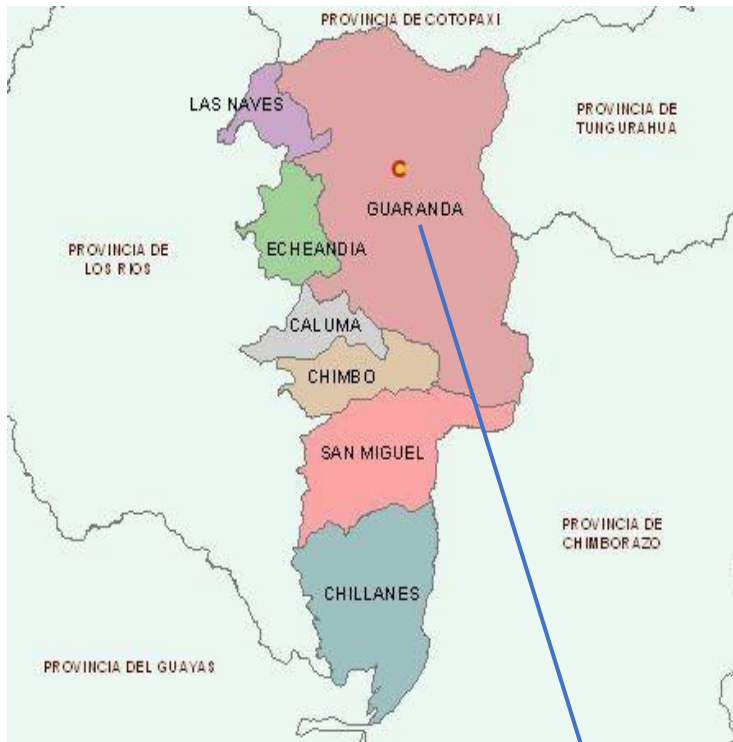 PROVINCIA DE COTOPAXI
LAS NAVES
PROVINCIA DE
TUNGURAHUA
C
GUARANDA
PROVINCIA DE
LOS RIOS
ECHEANDIA
CALUMA
CHIMBO
SAN MIGUEL
PROVINCIA DE
CHIMBORAZO
CHILLANES
PROVINCIA DEL GUAYAS